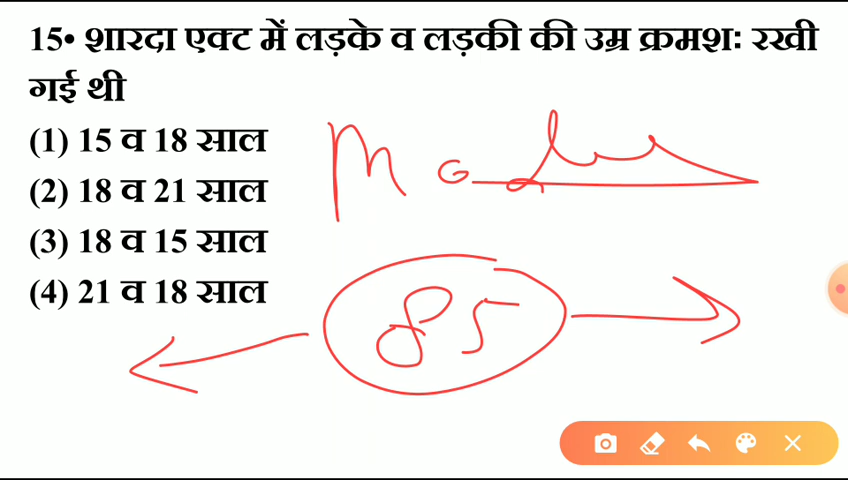 15• शारदा एक्ट में लड़के व लड़की की उम्र क्रमशः रखी
गई थी
(1) 15 व 18 साल
(2) 18 व 21 साल
(3) 18 व 15 साल
(4) 21 व 18 साल
85